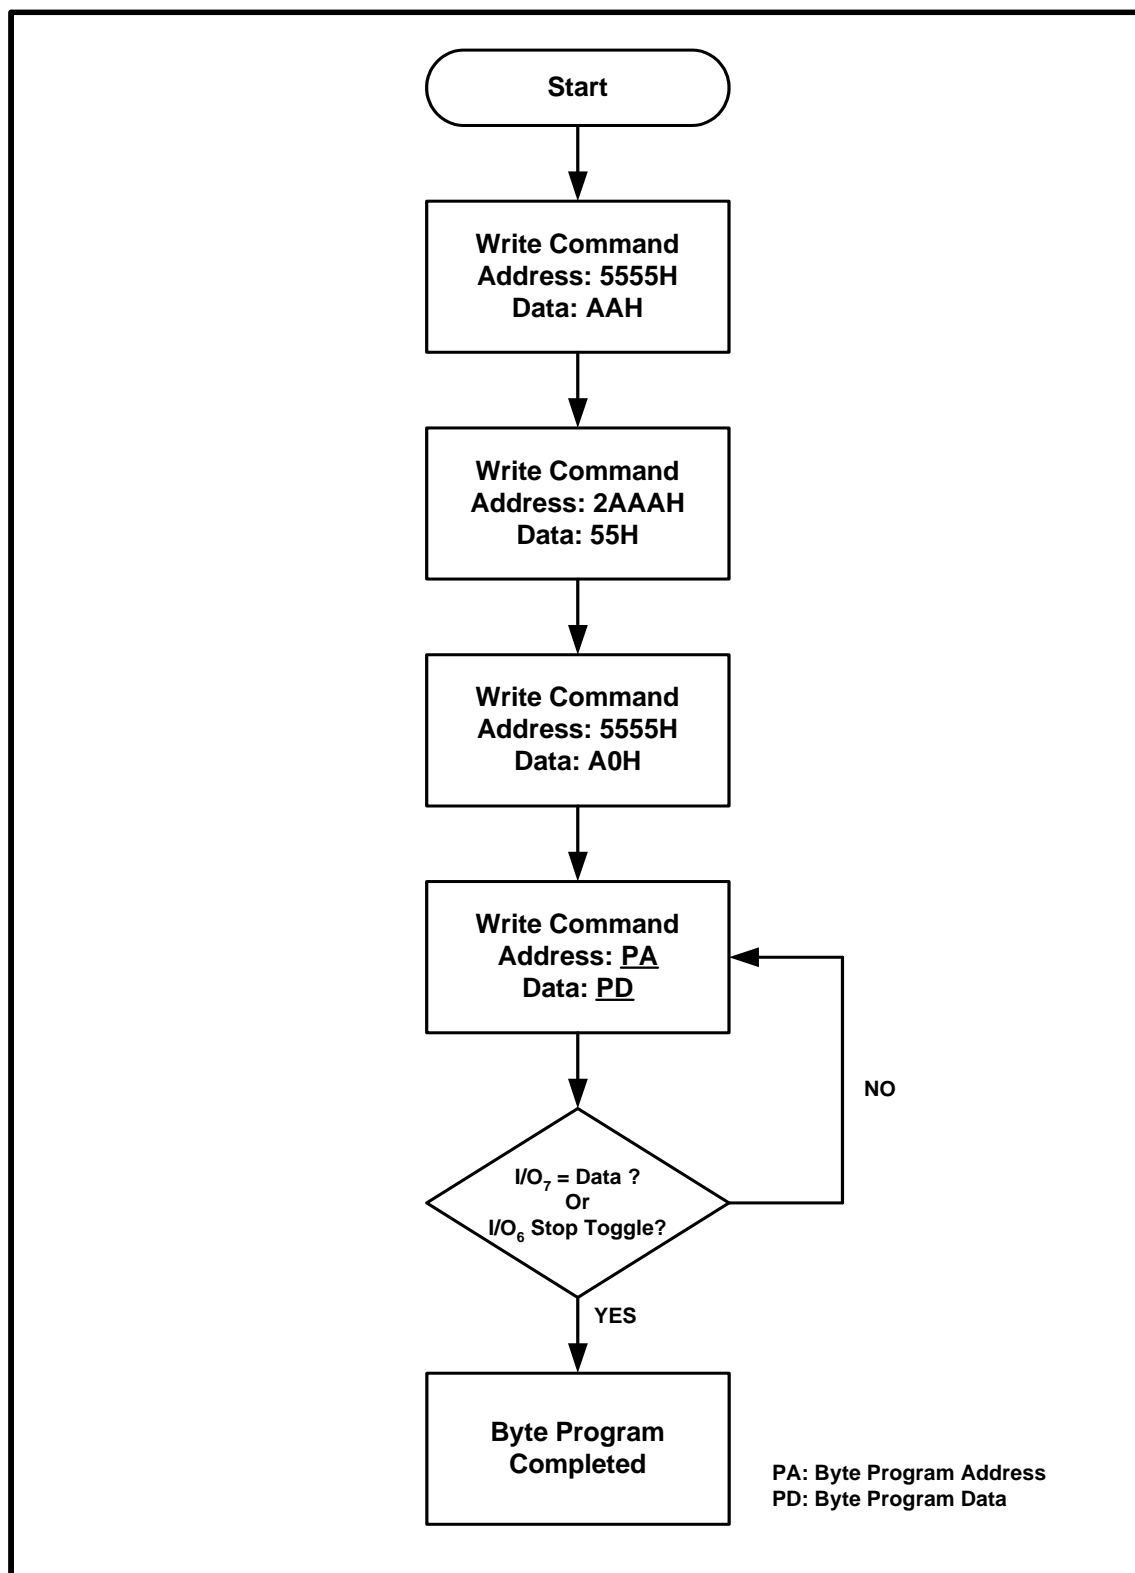 Start
Write Command
Address: 5555H
Data: AAH
Write Command
Address: 2AAAH
Data: 55H
Write Command
Address: 5555H
Data: A0H
Write Command
Address: PA
Data: PD
NO
I/O₇ = Data ?
Or
I/O₆ Stop Toggle?
YES
Byte Program
Completed
PA: Byte Program Address
PD: Byte Program Data